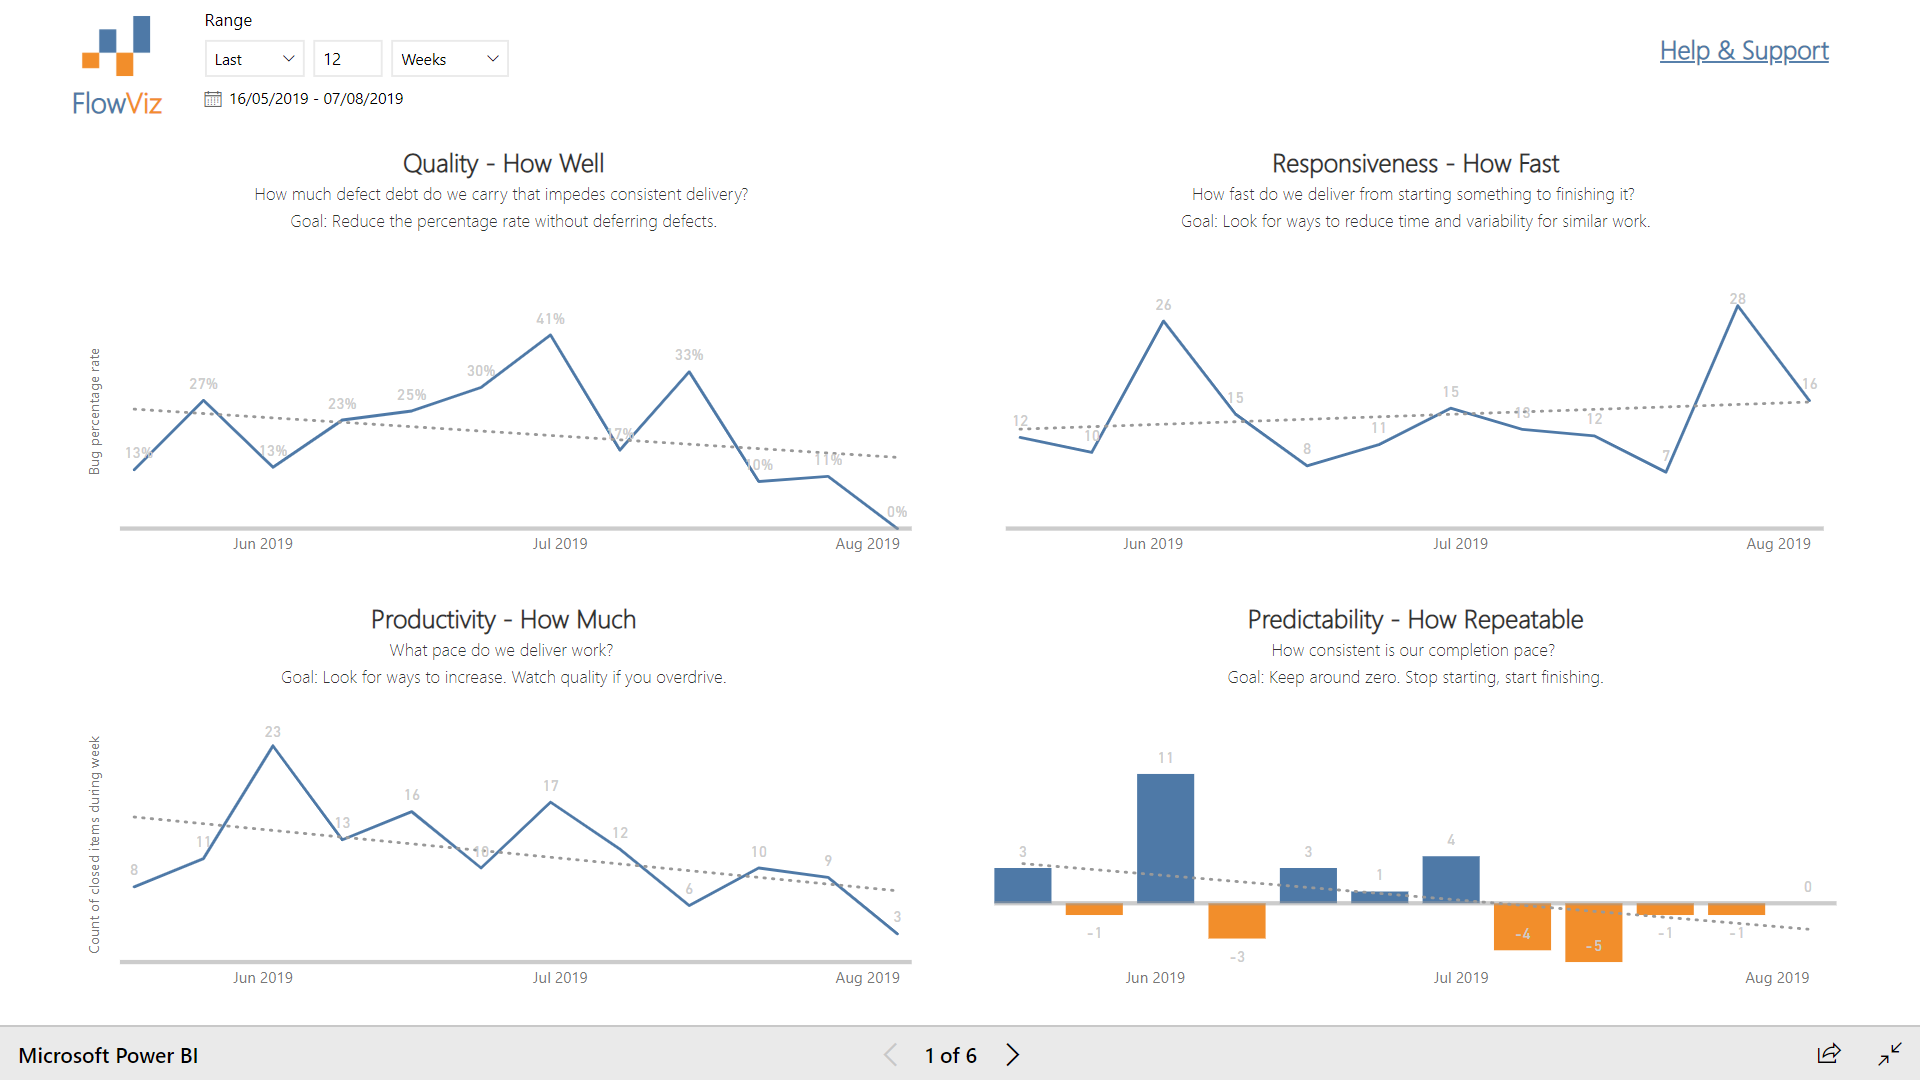 Range
Last
12
Weeks
Help & Support
FlowViz
16/05/2019 - 07/08/2019
Quality - How Well
How much defect debt do we carry that impedes consistent delivery?
Goal: Reduce the percentage rate without deferring defects.
Bug percentage rate
13%
27%
13%
23%
25%
30%
41%
17%
33%
10%
11%
0%
Jun 2019
Jul 2019
Aug 2019
Responsiveness - How Fast
How fast do we deliver from starting something to finishing it?
Goal: Look for ways to reduce time and variability for similar work.
12
10
26
15
8
11
15
13
12
7
28
16
Jun 2019
Jul 2019
Aug 2019
Productivity - How Much
What pace do we deliver work?
Goal: Look for ways to increase. Watch quality if you overdrive.
Count of closed items during week
8
11
23
13
16
10
17
12
6
10
9
3
Jun 2019
Jul 2019
Aug 2019
Predictability - How Repeatable
How consistent is our completion pace?
Goal: Keep around zero. Stop starting, start finishing.
3
-1
11
-3
3
1
4
-4
-5
-1
-1
0
Jun 2019
Jul 2019
Aug 2019
Microsoft Power BI
1 of 6